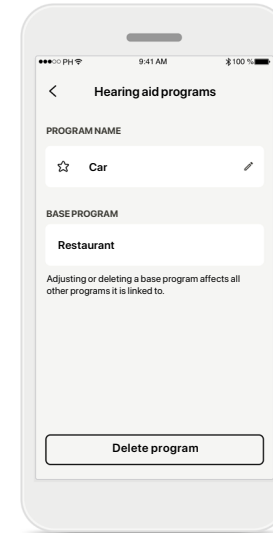 PH 9:41 AM 100 %
Hearing aid programs
PROGRAM NAME
Car
BASE PROGRAM
Restaurant
Adjusting or deleting a base program affects all
other programs it is linked to.
Delete program